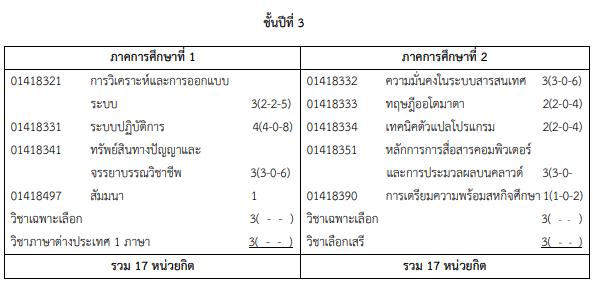 ชั้นปีที่ 3
ภาคการศึกษาที่ 1
01418321 การวิเคราะห์และการออกแบบ
ระบบ 3(2-2-5)
01418331 ระบบปฏิบัติการ 4(4-0-8)
01418341 ทรัพย์สินทางปัญญาและ
จรรยาบรรณวิชาชีพ 3(3-0-6)
01418497 สัมมนา 1
วิชาเฉพาะเลือก 3( - - )
วิชาภาษาต่างประเทศ 1 ภาษา 3( - - )
รวม 17 หน่วยกิต
ภาคการศึกษาที่ 2
01418332 ความมั่นคงในระบบสารสนเทศ 3(3-0-6)
01418333 ทฤษฎีออโตมาตา 2(2-0-4)
01418334 เทคนิคตัวแปลโปรแกรม 2(2-0-4)
01418351 หลักการการสื่อสารคอมพิวเตอร์
และการประมวลผลบนคลาวด์ 3(3-0-
01418390 การเตรียมความพร้อมสหกิจศึกษา 1(1-0-2)
วิชาเฉพาะเลือก 3( - - )
วิชาเลือกเสรี 3( - - )
รวม 17 หน่วยกิต